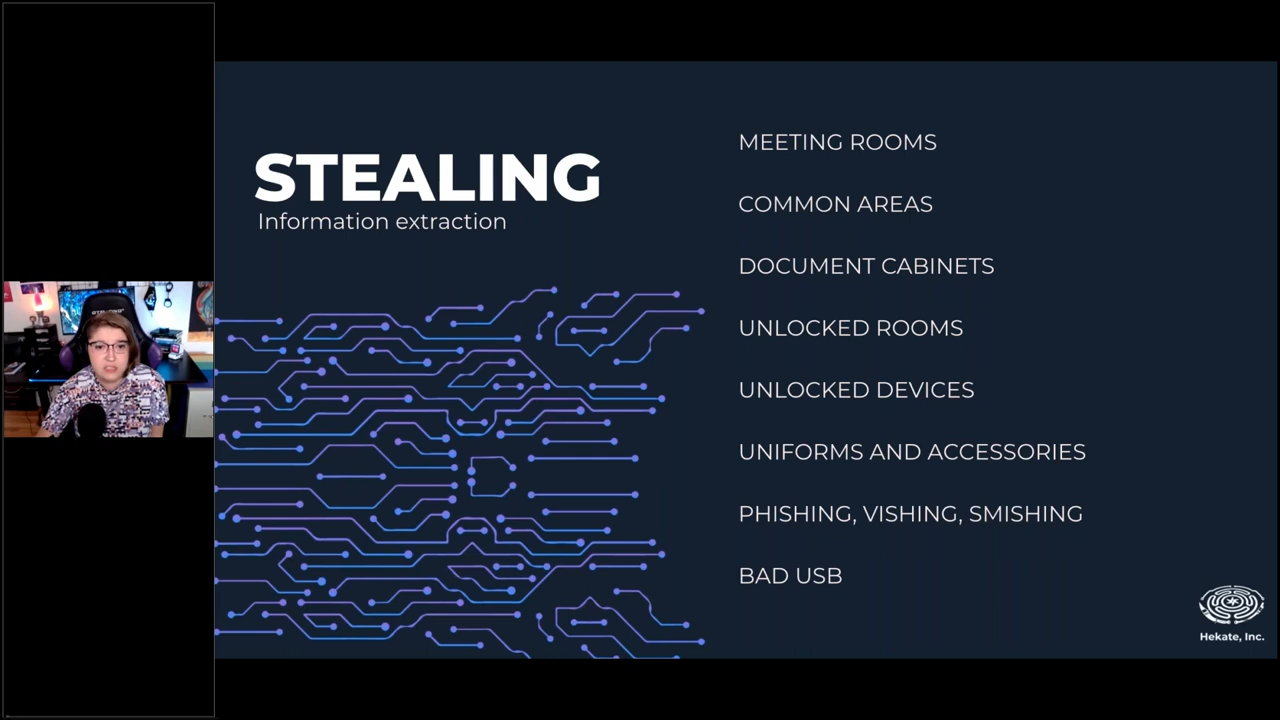 STEALING
Information extraction
MEETING ROOMS
COMMON AREAS
DOCUMENT CABINETS
UNLOCKED ROOMS
UNLOCKED DEVICES
UNIFORMS AND ACCESSORIES
PHISHING, VISHING, SMISHING
BAD USB
Hekate, Inc.